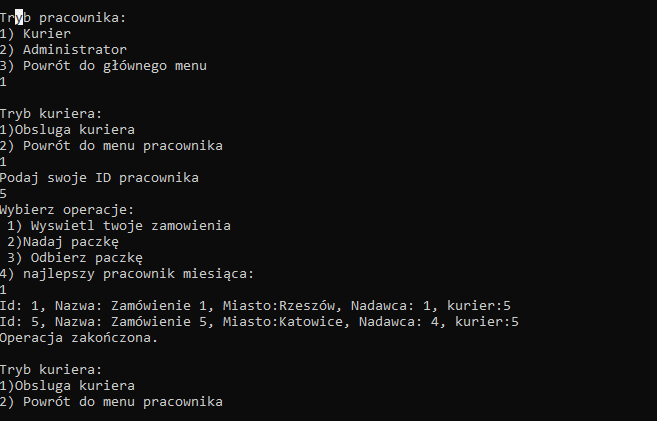 Tryb pracownika:
1) Kurier
2) Administrator
3) Powrót do głównego menu
1
Tryb kuriera:
1)Obsluga kuriera
2) Powrót do menu pracownika
1
Podaj swoje ID pracownika
5
Wybierz operacje:
1) Wyswietl twoje zamowienia
2)Nadaj paczkę
3) Odbierz paczkę
4) najlepszy pracownik miesiąca:
1
Id: 1, Nazwa: Zamówienie 1, Miasto:Rzeszów, Nadawca: 1, kurier:5
Id: 5, Nazwa: Zamówienie 5, Miasto:Katowice, Nadawca: 4, kurier:5
Operacja zakończona.
Tryb kuriera:
1)Obsluga kuriera
2) Powrót do menu pracownika